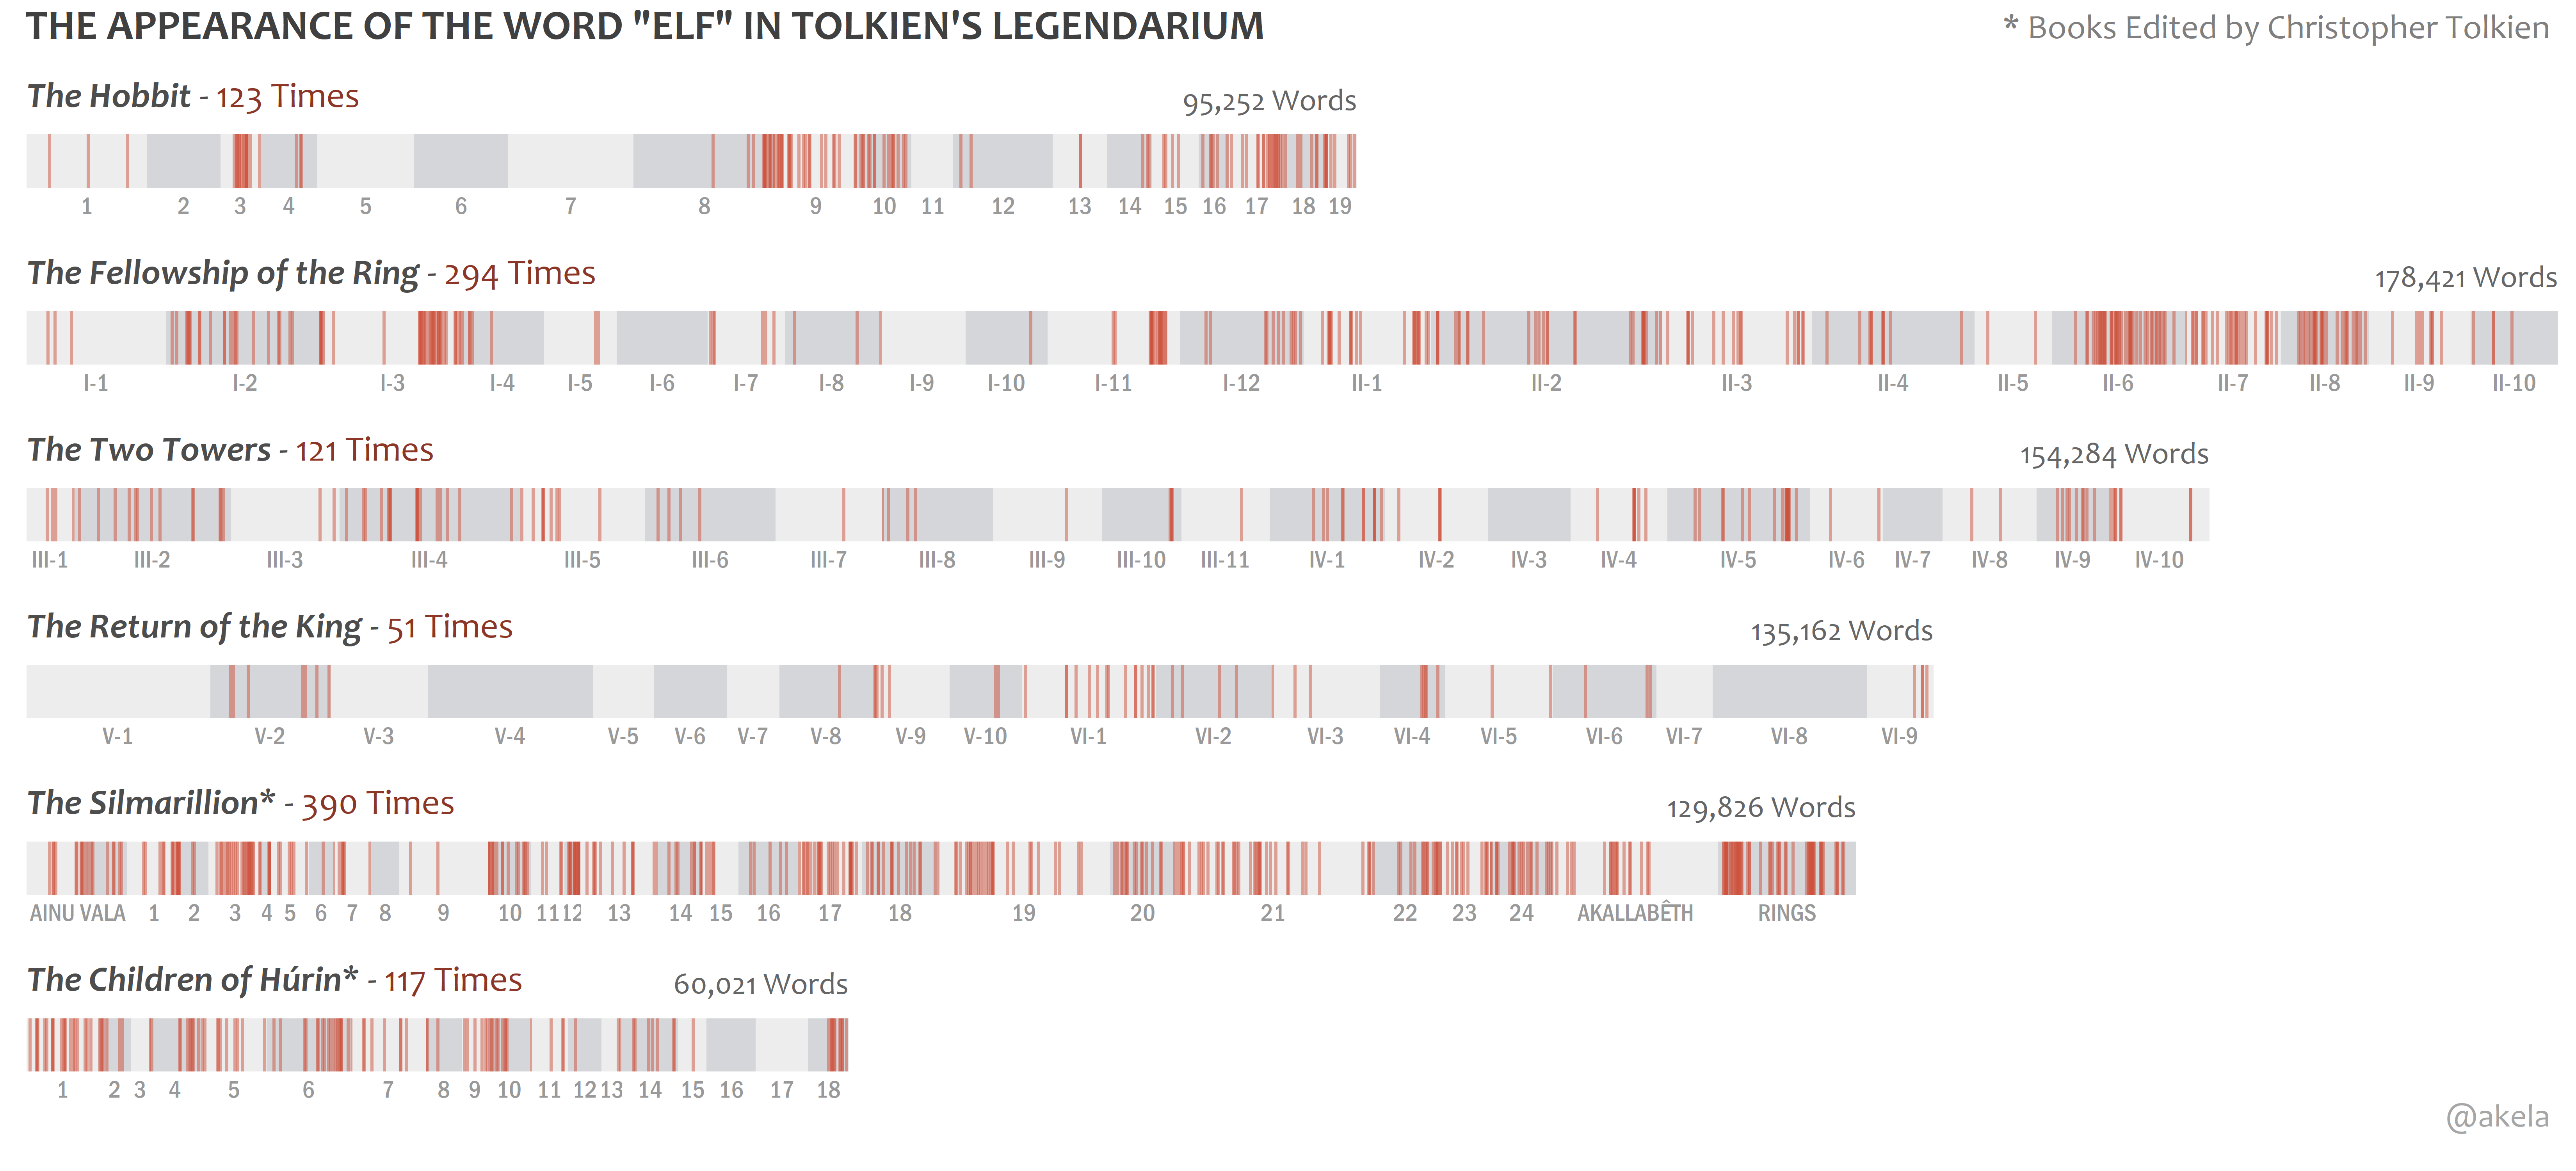 THE APPEARANCE OF THE WORD "ELF" IN TOLKIEN'S LEGENDARIUM
* Books Edited by Christopher Tolkien
The Hobbit - 123 Times
95,252 Words
1 2 3 4 5 6 7 8 9 10 11 12 13 14 15 16 17 18 19
The Fellowship of the Ring - 294 Times
178,421 Words
I-1 I-2 I-3 I-4 I-5 I-6 I-7 I-8 I-9 I-10 I-11 I-12 II-1 II-2 II-3 II-4 II-5 II-6 II-7 II-8 II-9 II-10
The Two Towers - 121 Times
154,284 Words
III-1 III-2 III-3 III-4 III-5 III-6 III-7 III-8 III-9 III-10 III-11 IV-1 IV-2 IV-3 IV-4 IV-5 IV-6 IV-7 IV-8 IV-9 IV-10
The Return of the King - 51 Times
135,162 Words
V-1 V-2 V-3 V-4 V-5 V-6 V-7 V-8 V-9 V-10 VI-1 VI-2 VI-3 VI-4 VI-5 VI-6 VI-7 VI-8 VI-9
The Silmarillion* - 390 Times
129,826 Words
AINU VALA 1 2 3 4 5 6 7 8 9 10 11 12 13 14 15 16 17 18 19 20 21 22 23 24 AKALLABÊTH RINGS
The Children of Húrin* - 117 Times
60,021 Words
1 2 3 4 5 6 7 8 9 10 11 12 13 14 15 16 17 18
@akela